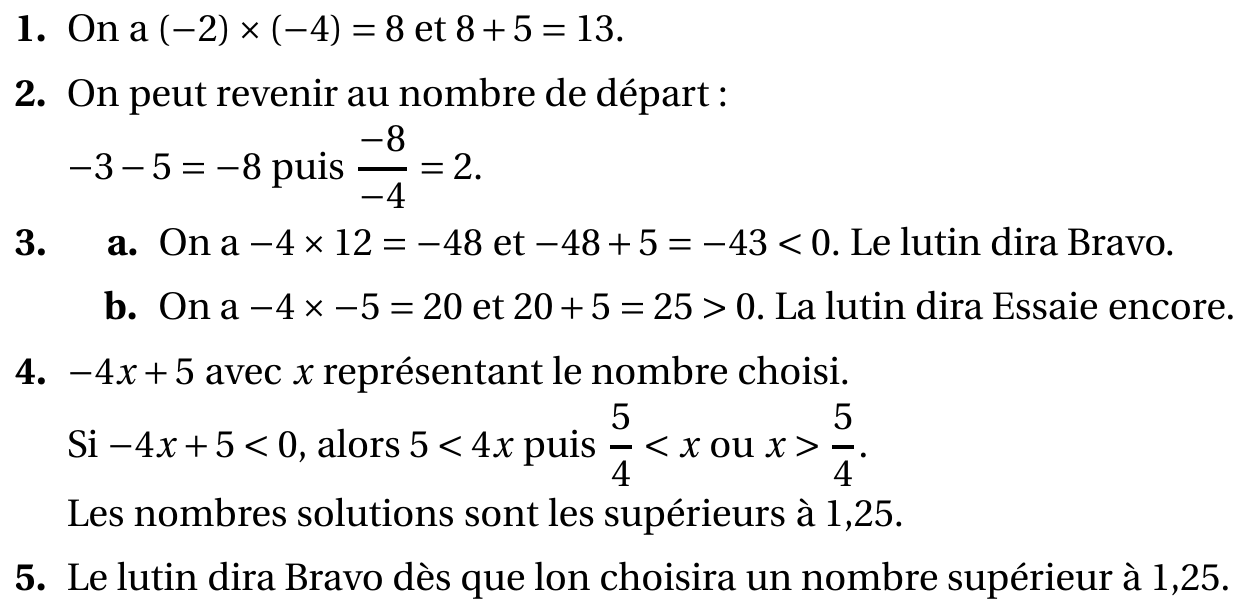 1. On a (−2) × (−4) = 8 et 8 + 5 = 13.
2. On peut revenir au nombre de départ :
−3 − 5 = −8 puis \frac{−8}{−4} = 2.
3. a. On a −4 × 12 = −48 et −48 + 5 = −43 < 0. Le lutin dira Bravo.
b. On a −4 × −5 = 20 et 20 + 5 = 25 > 0. La lutin dira Essaie encore.
4. −4x + 5 avec x représentant le nombre choisi.
Si −4x + 5 < 0, alors 5 < 4x puis \frac{5}{4} < x ou x > \frac{5}{4}.
Les nombres solutions sont les supérieurs à 1,25.
5. Le lutin dira Bravo dès que lon choisira un nombre supérieur à 1,25.